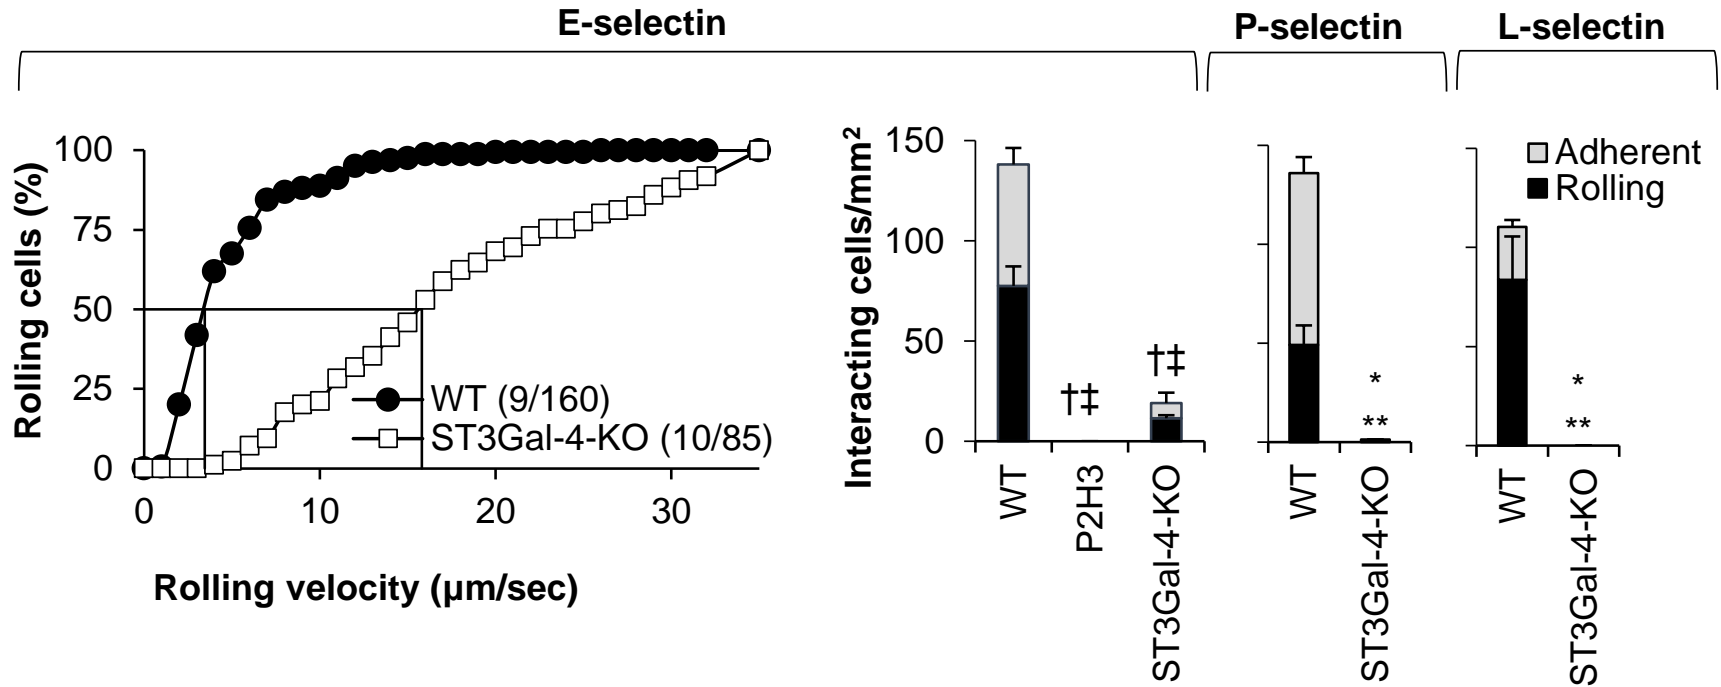 E-selectin
P-selectin
L-selectin
Rolling cells (%)
100
75
50
25
0
0
10
20
30
Rolling velocity (µm/sec)
WT (9/160)
ST3Gal-4-KO (10/85)
Interacting cells/mm²
150
100
50
0
†‡
†‡
WT
P2H3
ST3Gal-4-KO
*
**
WT
ST3Gal-4-KO
Adherent
Rolling
*
**
WT
ST3Gal-4-KO